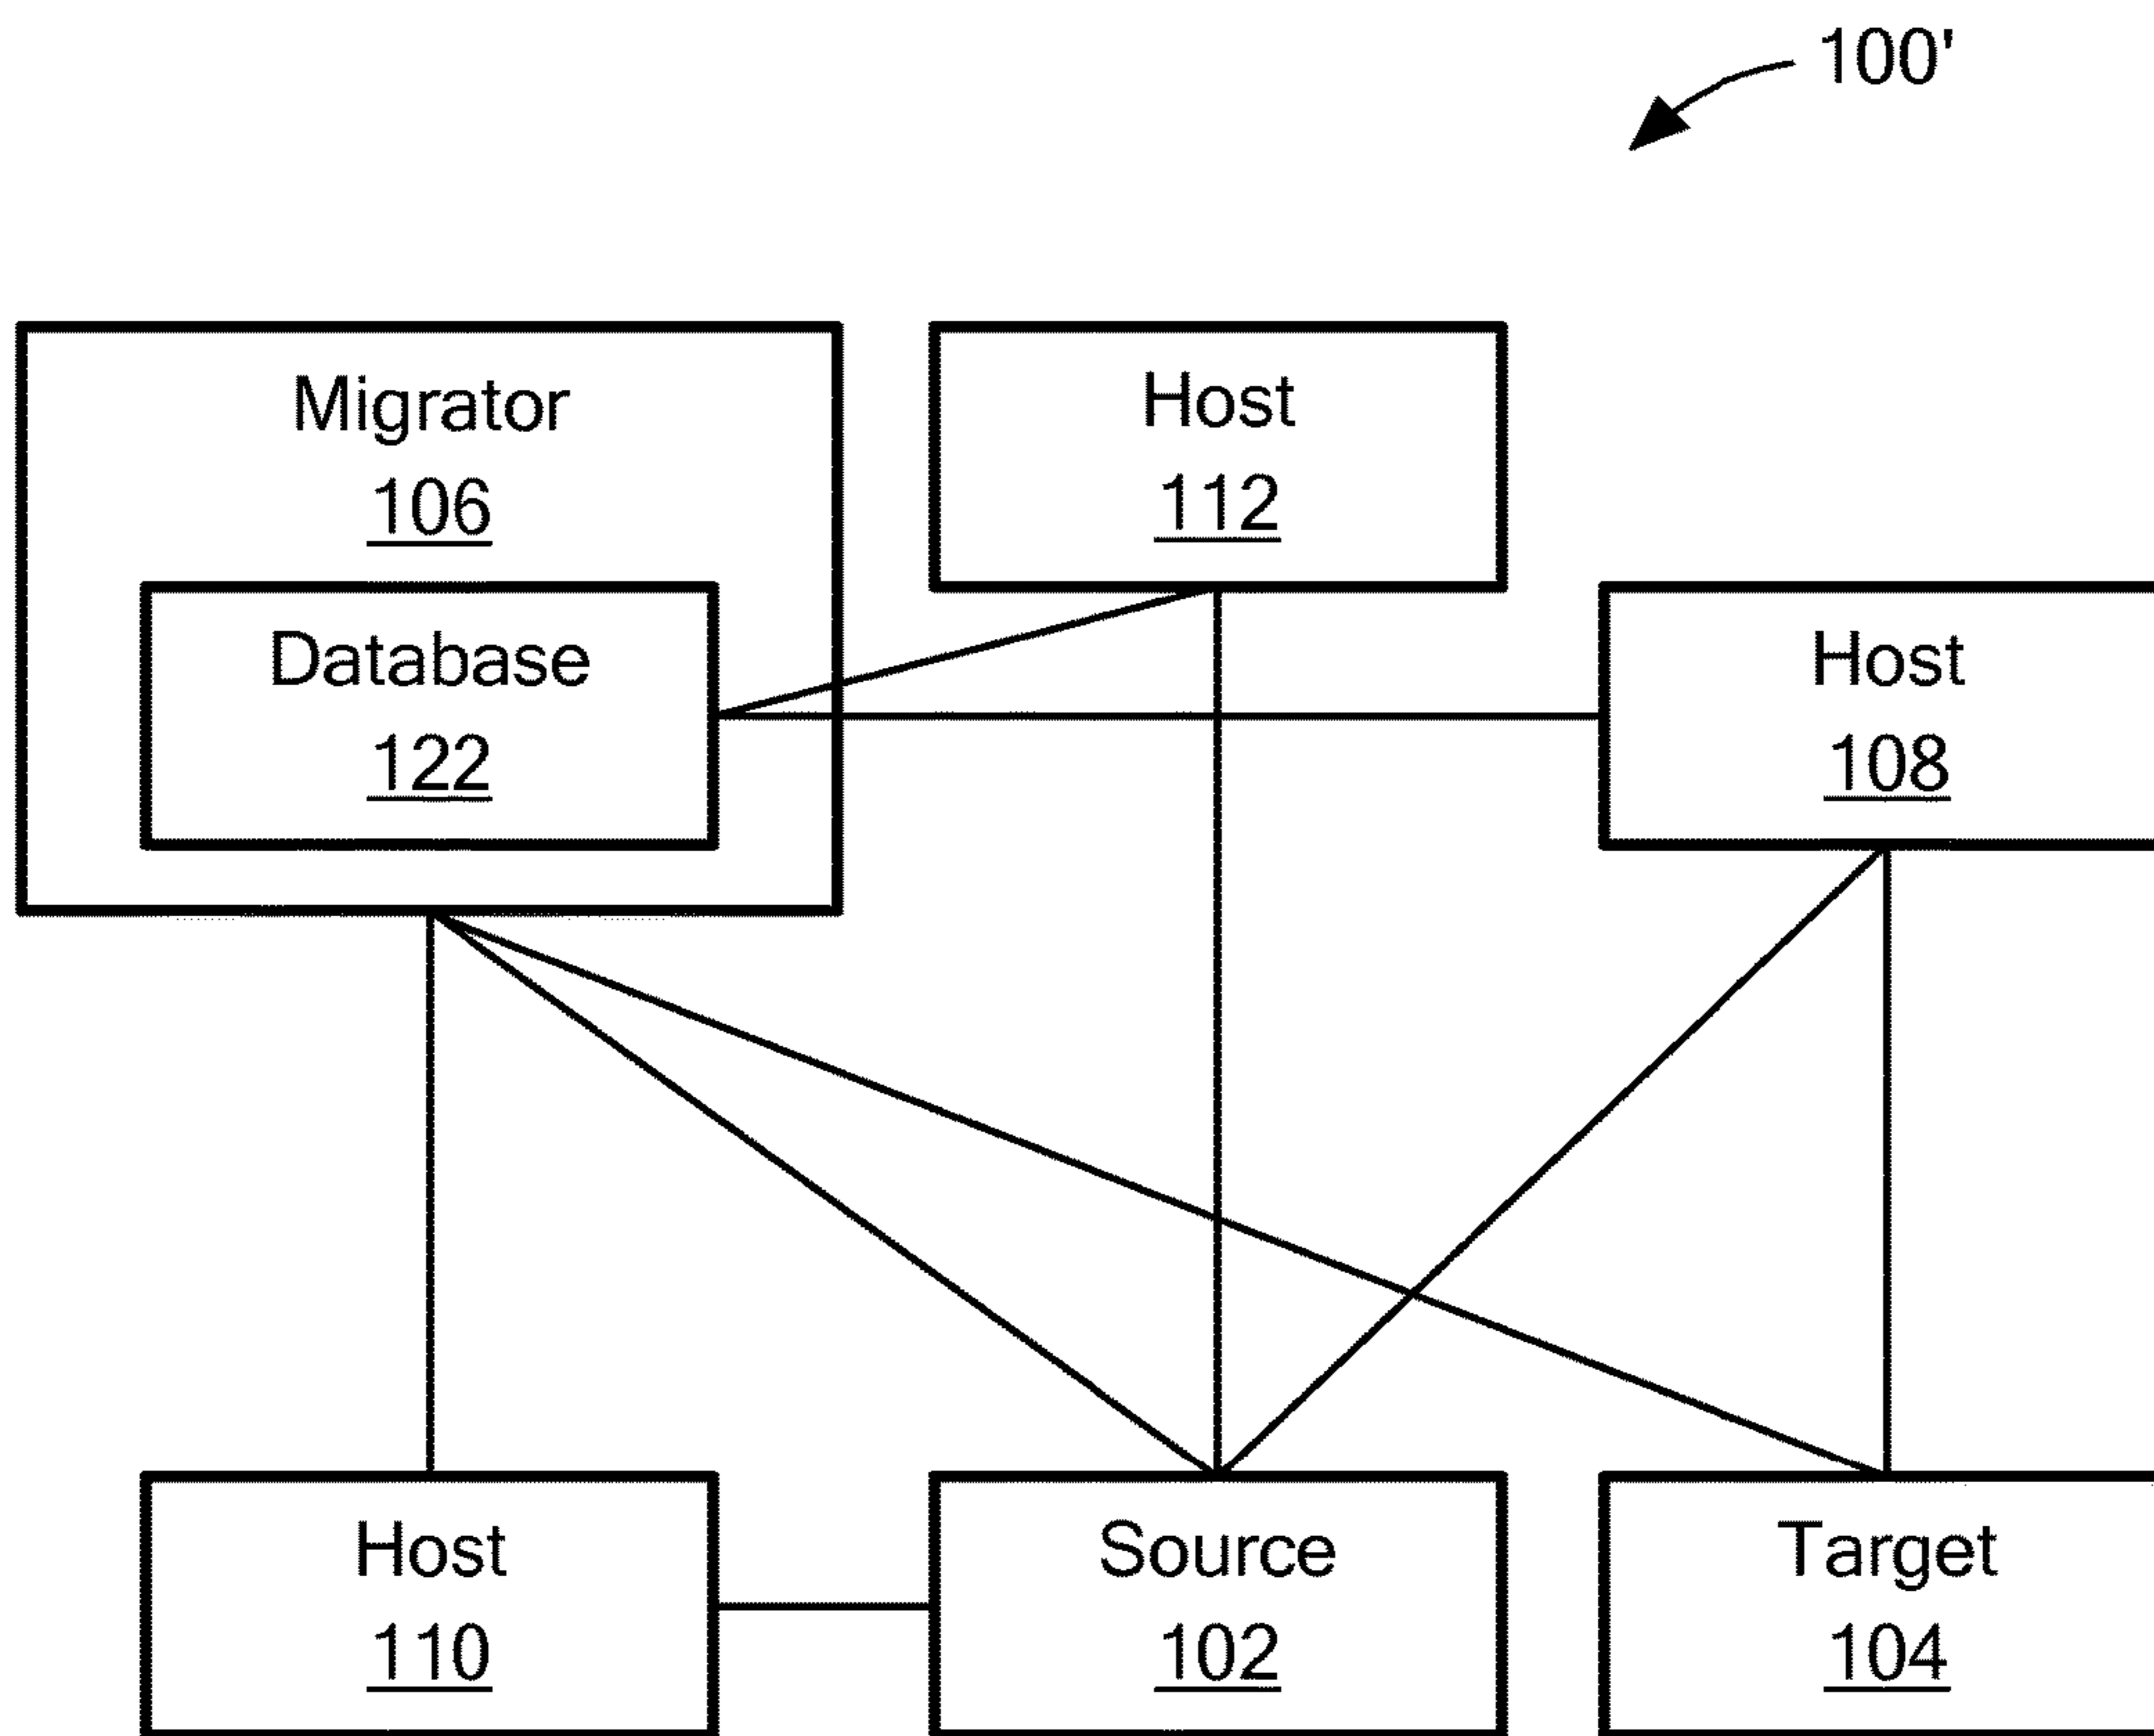 100'
Migrator
106
Host
112
Database
122
Host
108
Host
110
Source
102
Target
104